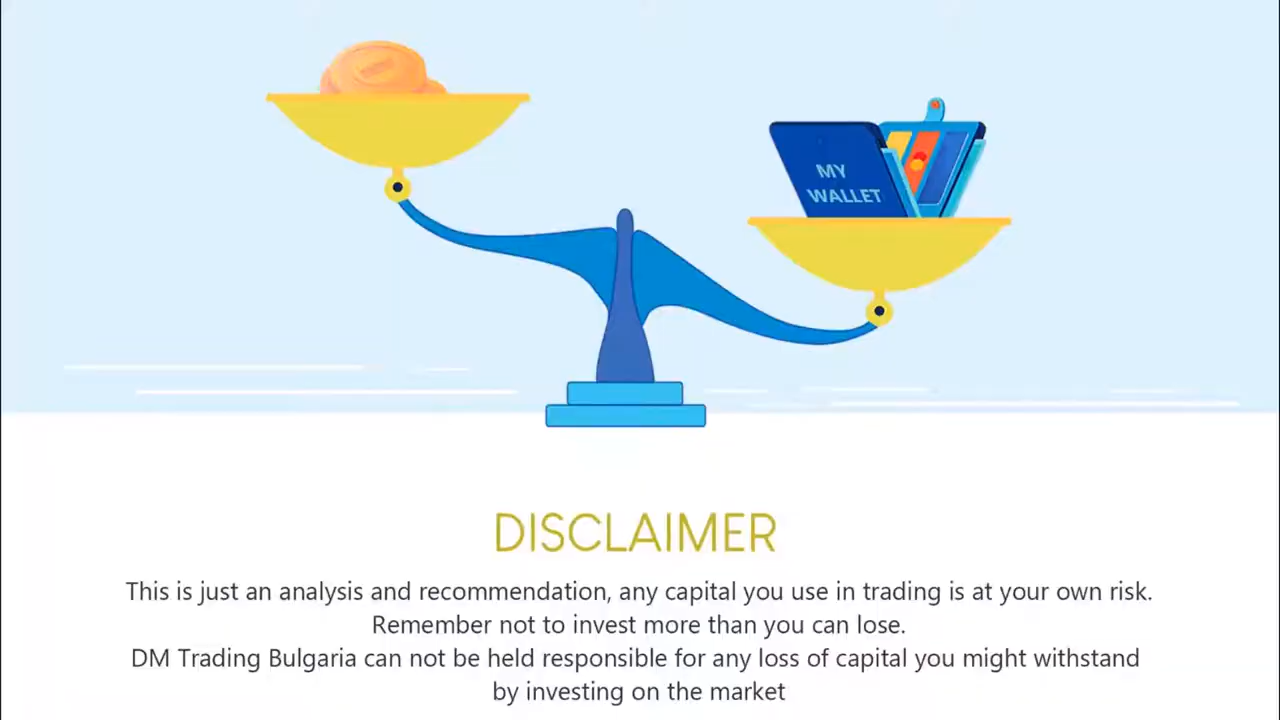 MY
WALLET
DISCLAIMER
This is just an analysis and recommendation, any capital you use in trading is at your own risk.
Remember not to invest more than you can lose.
DM Trading Bulgaria can not be held responsible for any loss of capital you might withstand
by investing on the market